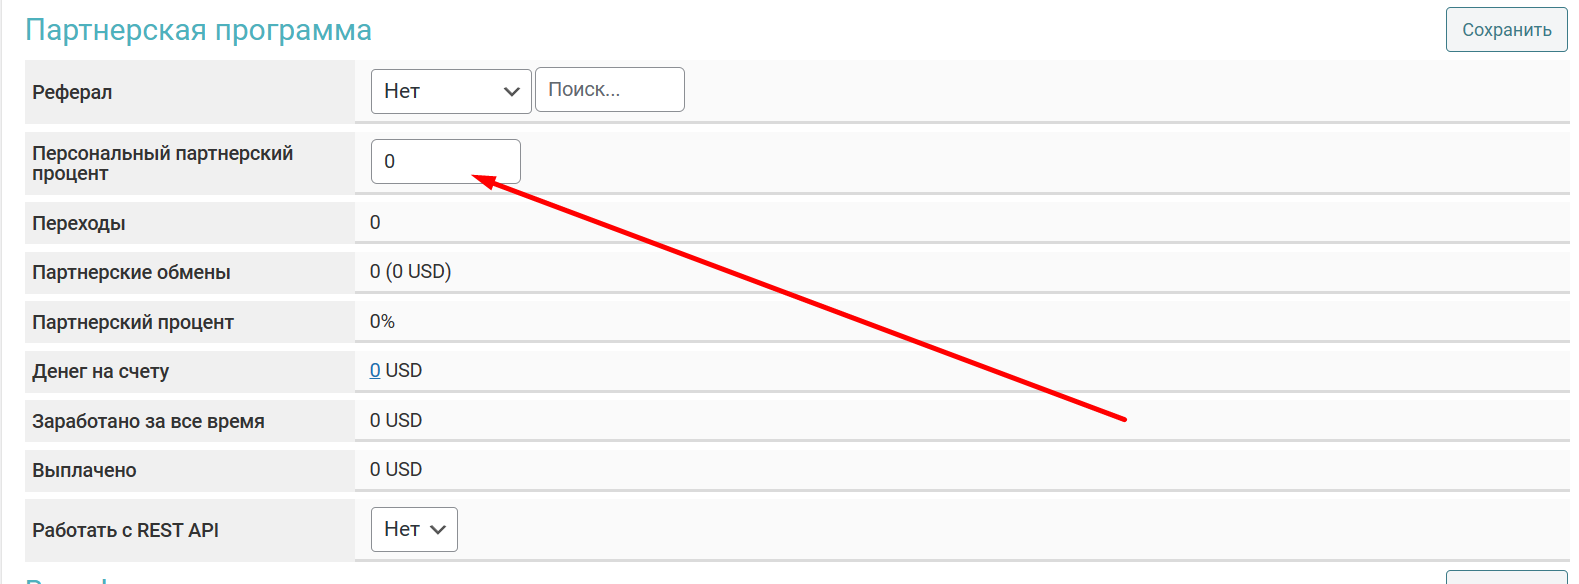 Партнерская программа
Сохранить
Реферал
Нет
Поиск...
Персональный партнерский
процент
0
Переходы
0
Партнерские обмены
0 (0 USD)
Партнерский процент
0%
Денег на счету
0 USD
Заработано за все время
0 USD
Выплачено
0 USD
Работать с REST API
Нет